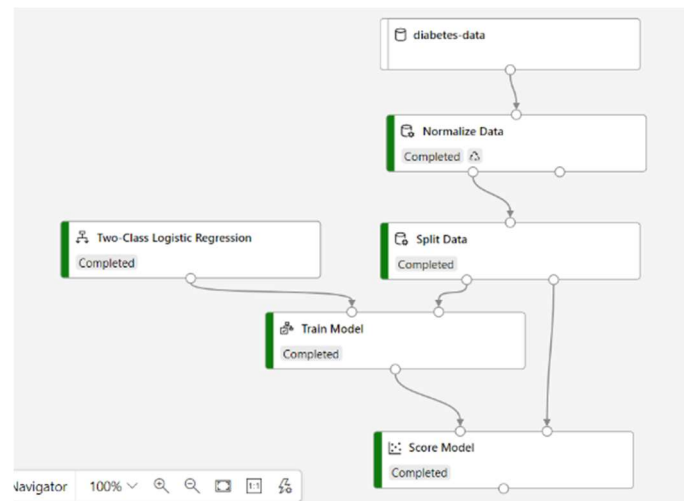 diabetes-data
Normalize Data
Completed
Two-Class Logistic Regression
Completed
Split Data
Completed
Train Model
Completed
Score Model
Completed
Navigator
100%
1:1